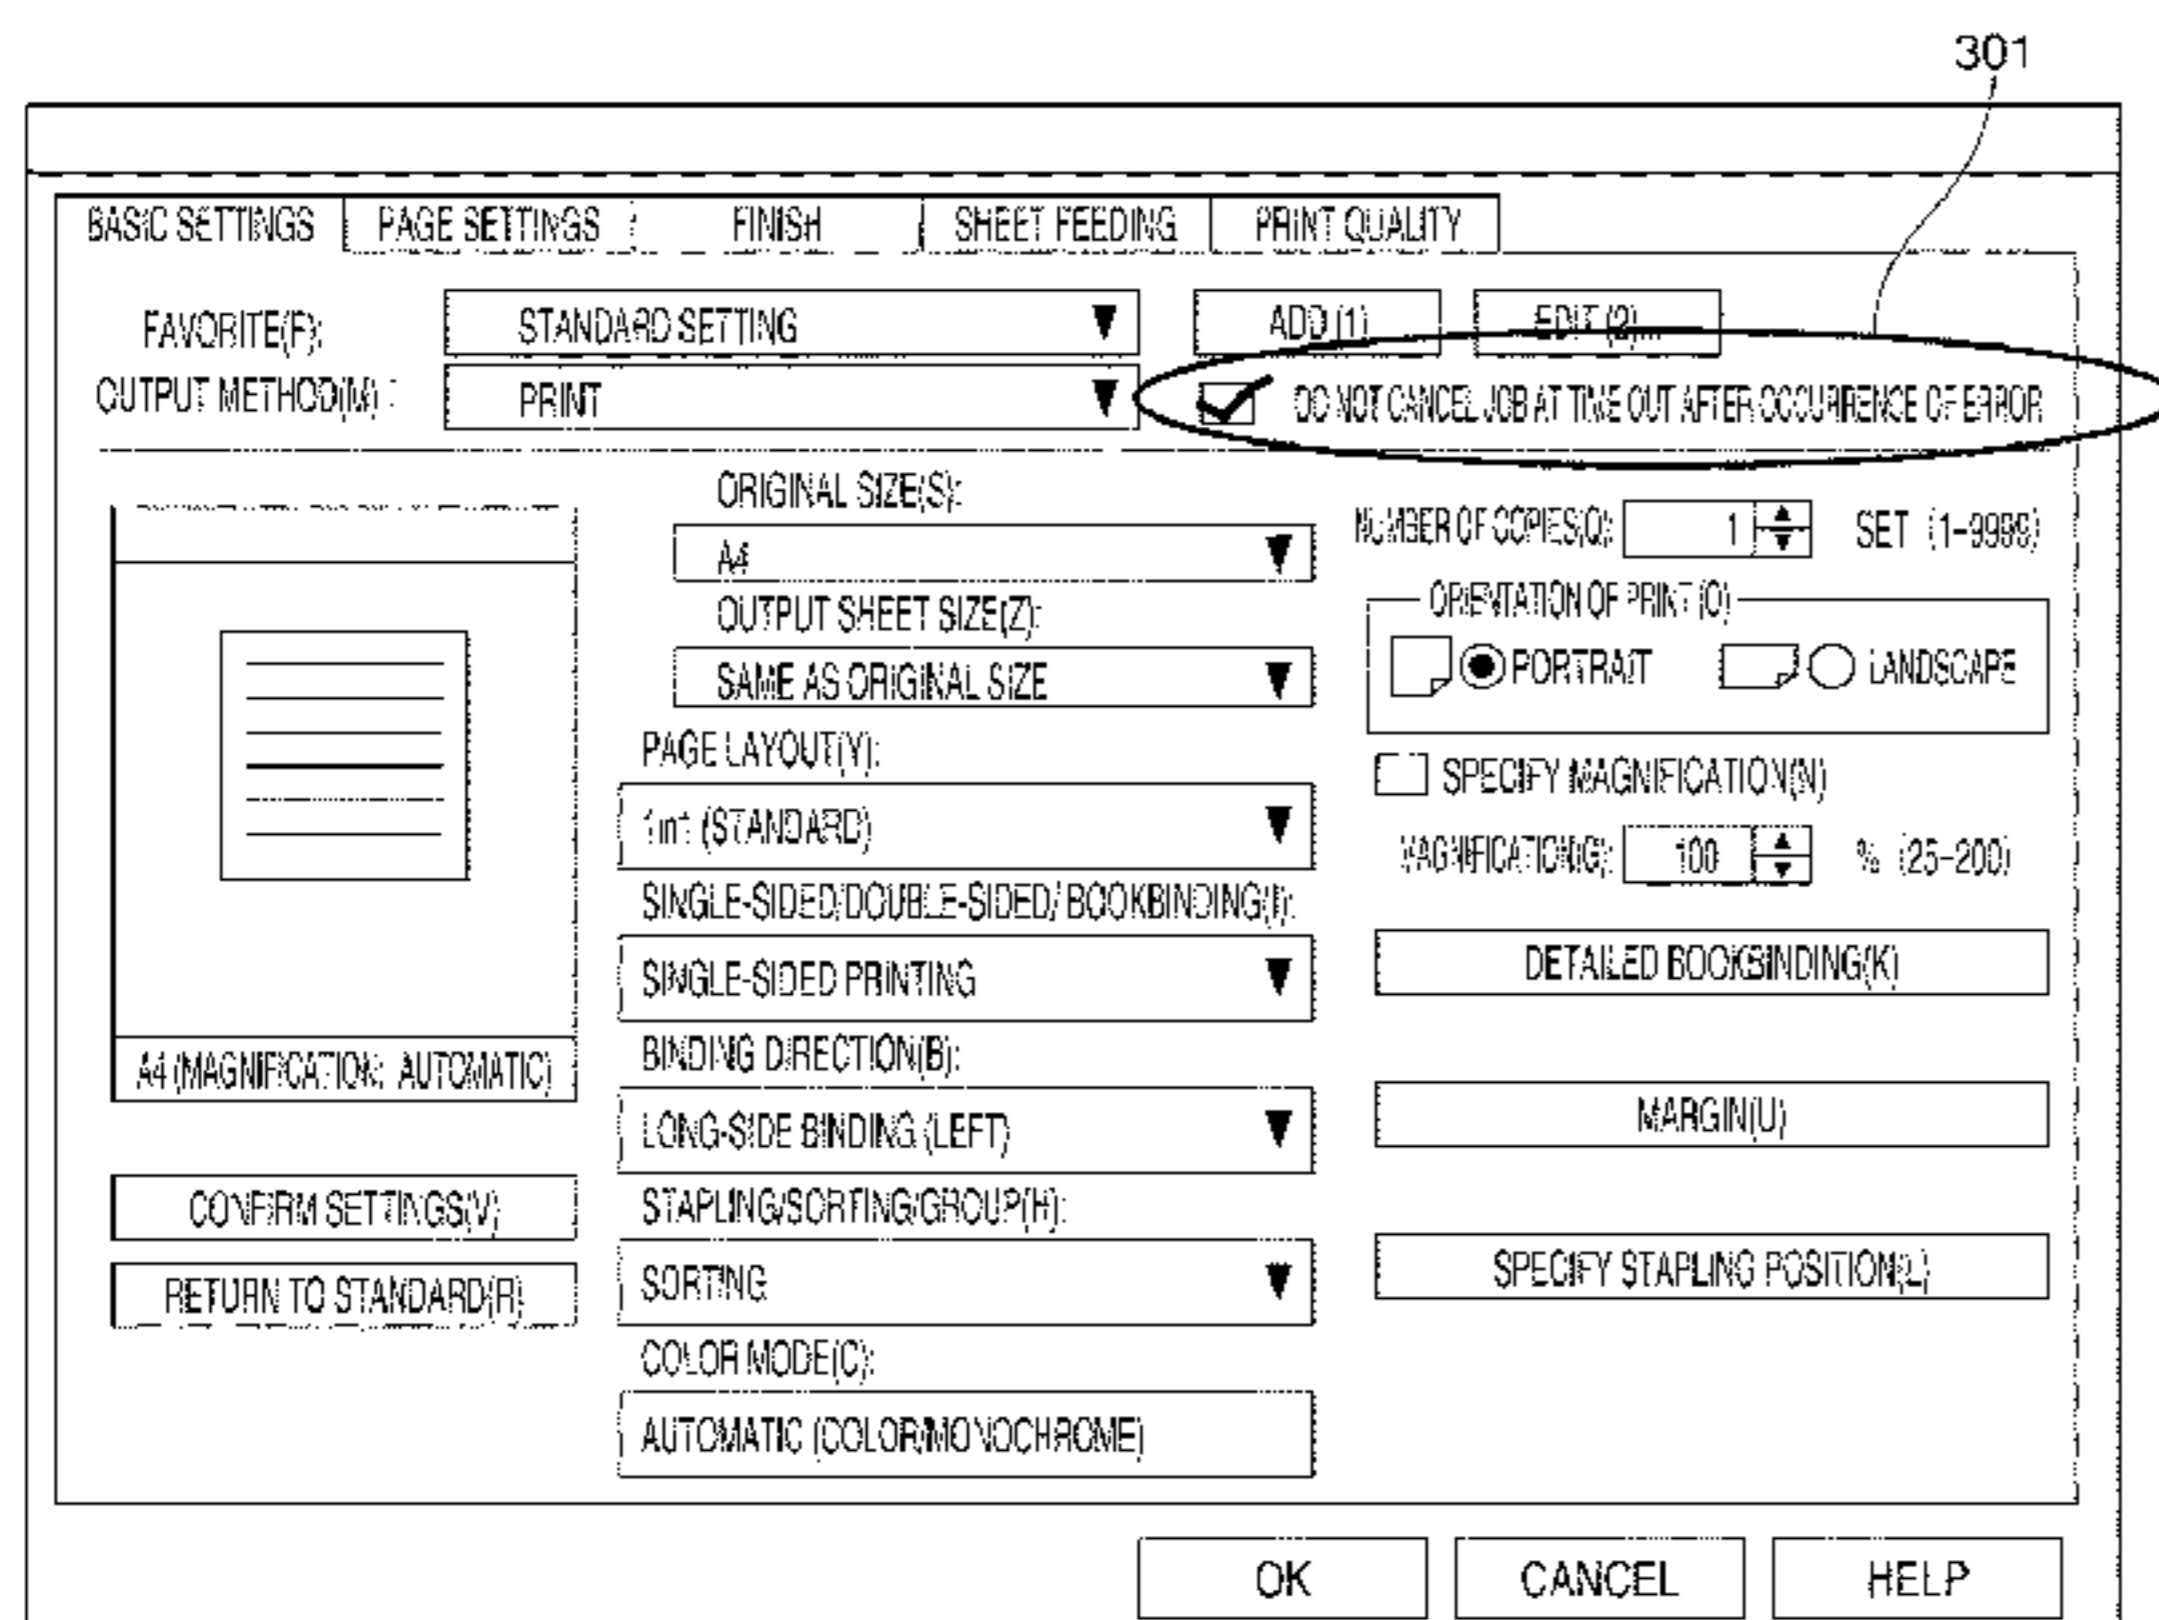 301
BASIC SETTINGS PAGE SETTINGS FINISH SHEET FEEDING PRINT QUALITY
FAVORITE(F): STANDARD SETTING ADD (1) EDIT (2)...
OUTPUT METHOD(M) : PRINT DO NOT CANCEL JOB AT TIME OUT AFTER OCCURRENCE OF ERROR
ORIGINAL SIZE(S):
A4
OUTPUT SHEET SIZE(Z):
SAME AS ORIGINAL SIZE
PAGE LAYOUT(Y):
1in1 (STANDARD)
SINGLE-SIDED/DOUBLE-SIDED/ BOOKBINDING(I):
SINGLE-SIDED PRINTING
BINDING DIRECTION(B):
LONG-SIDE BINDING (LEFT)
STAPLING/SORTING/GROUP(H):
SORTING
COLOR MODE(C):
AUTOMATIC (COLOR/MONOCHROME)
NUMBER OF COPIES(Q): 1 SET (1-9999)
ORIENTATION OF PRINT (O)
PORTRAIT LANDSCAPE
SPECIFY MAGNIFICATION(N)
MAGNIFICATION(G): 100 % (25-200)
DETAILED BOOKBINDING(K)
MARGIN(U)
SPECIFY STAPLING POSITION(L)
A4 (MAGNIFICATION: AUTOMATIC)
CONFIRM SETTINGS(V)
RETURN TO STANDARD(R)
OK CANCEL HELP